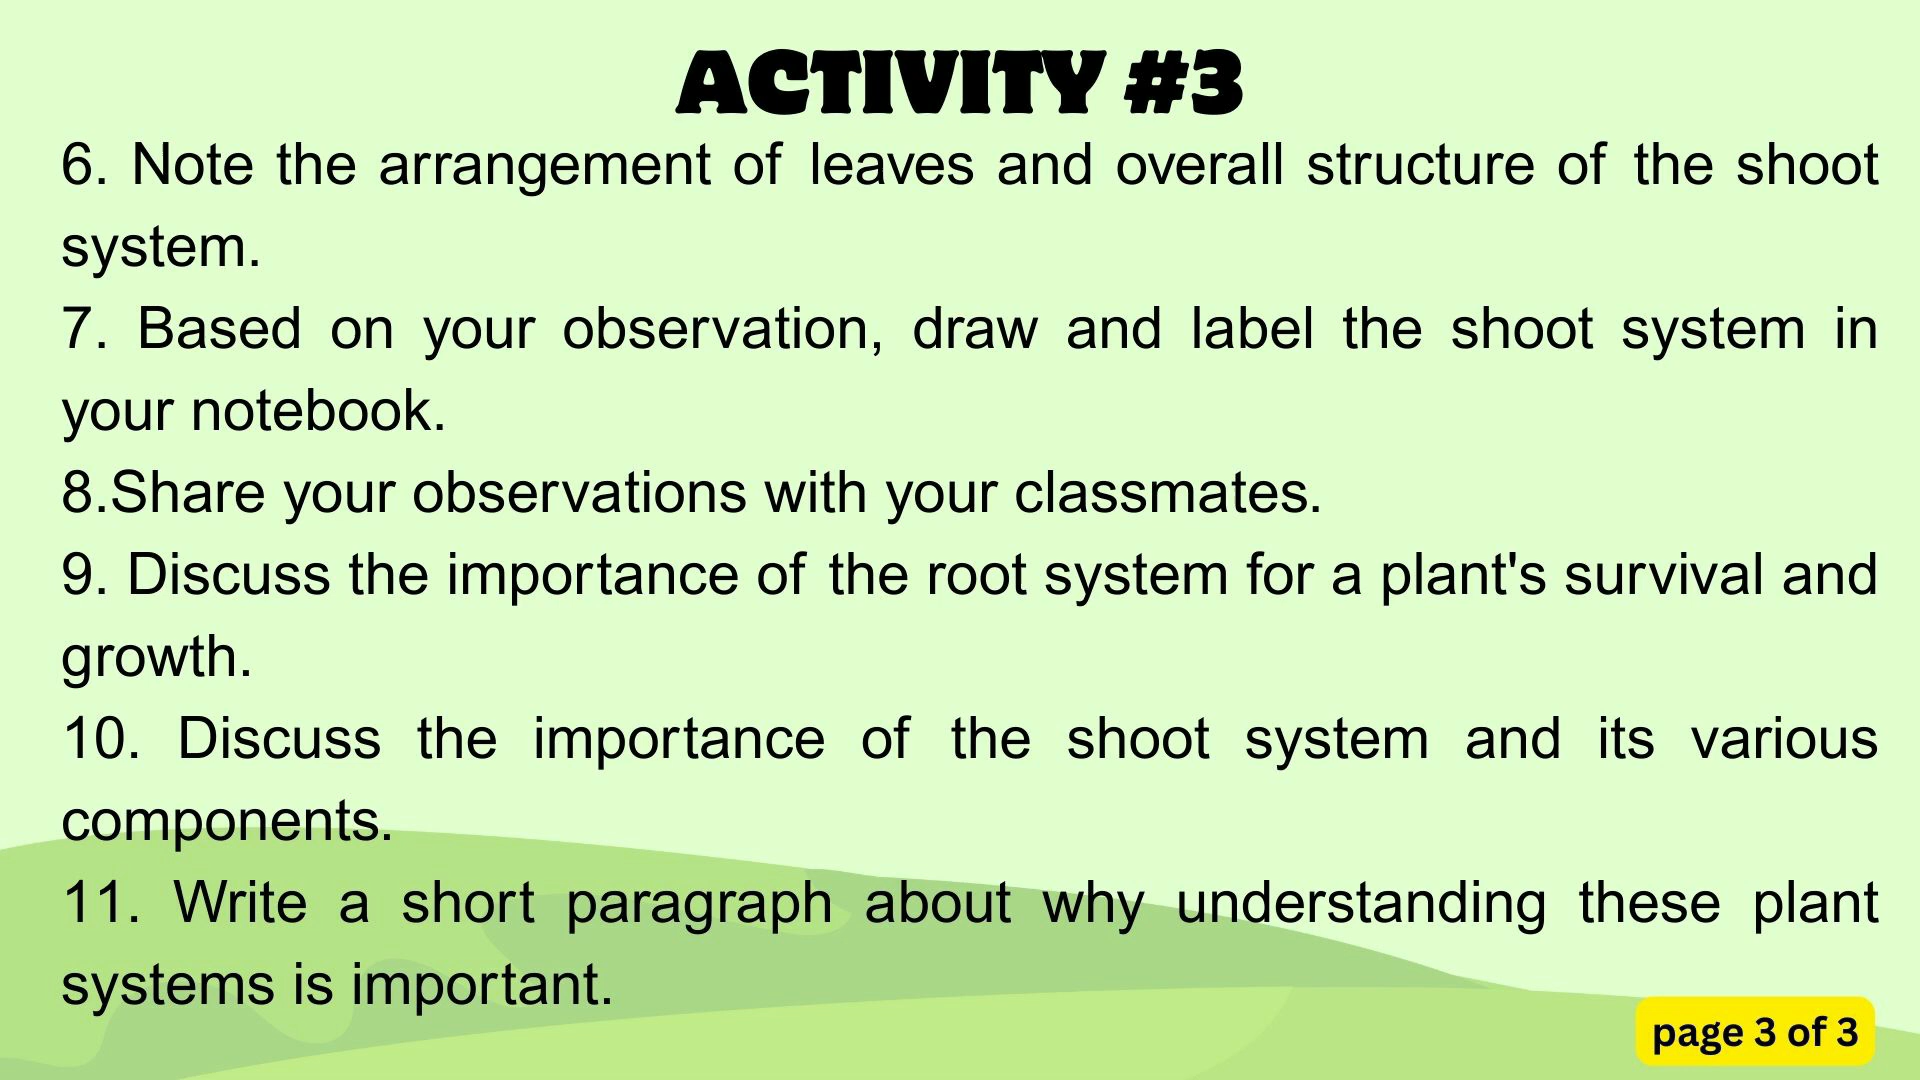 ACTIVITY #3
6. Note the arrangement of leaves and overall structure of the shoot
system.
7. Based on your observation, draw and label the shoot system in
your notebook.
8.Share your observations with your classmates.
9. Discuss the importance of the root system for a plant's survival and
growth.
10. Discuss the importance of the shoot system and its various
components.
11. Write a short paragraph about why understanding these plant
systems is important.
page 3 of 3